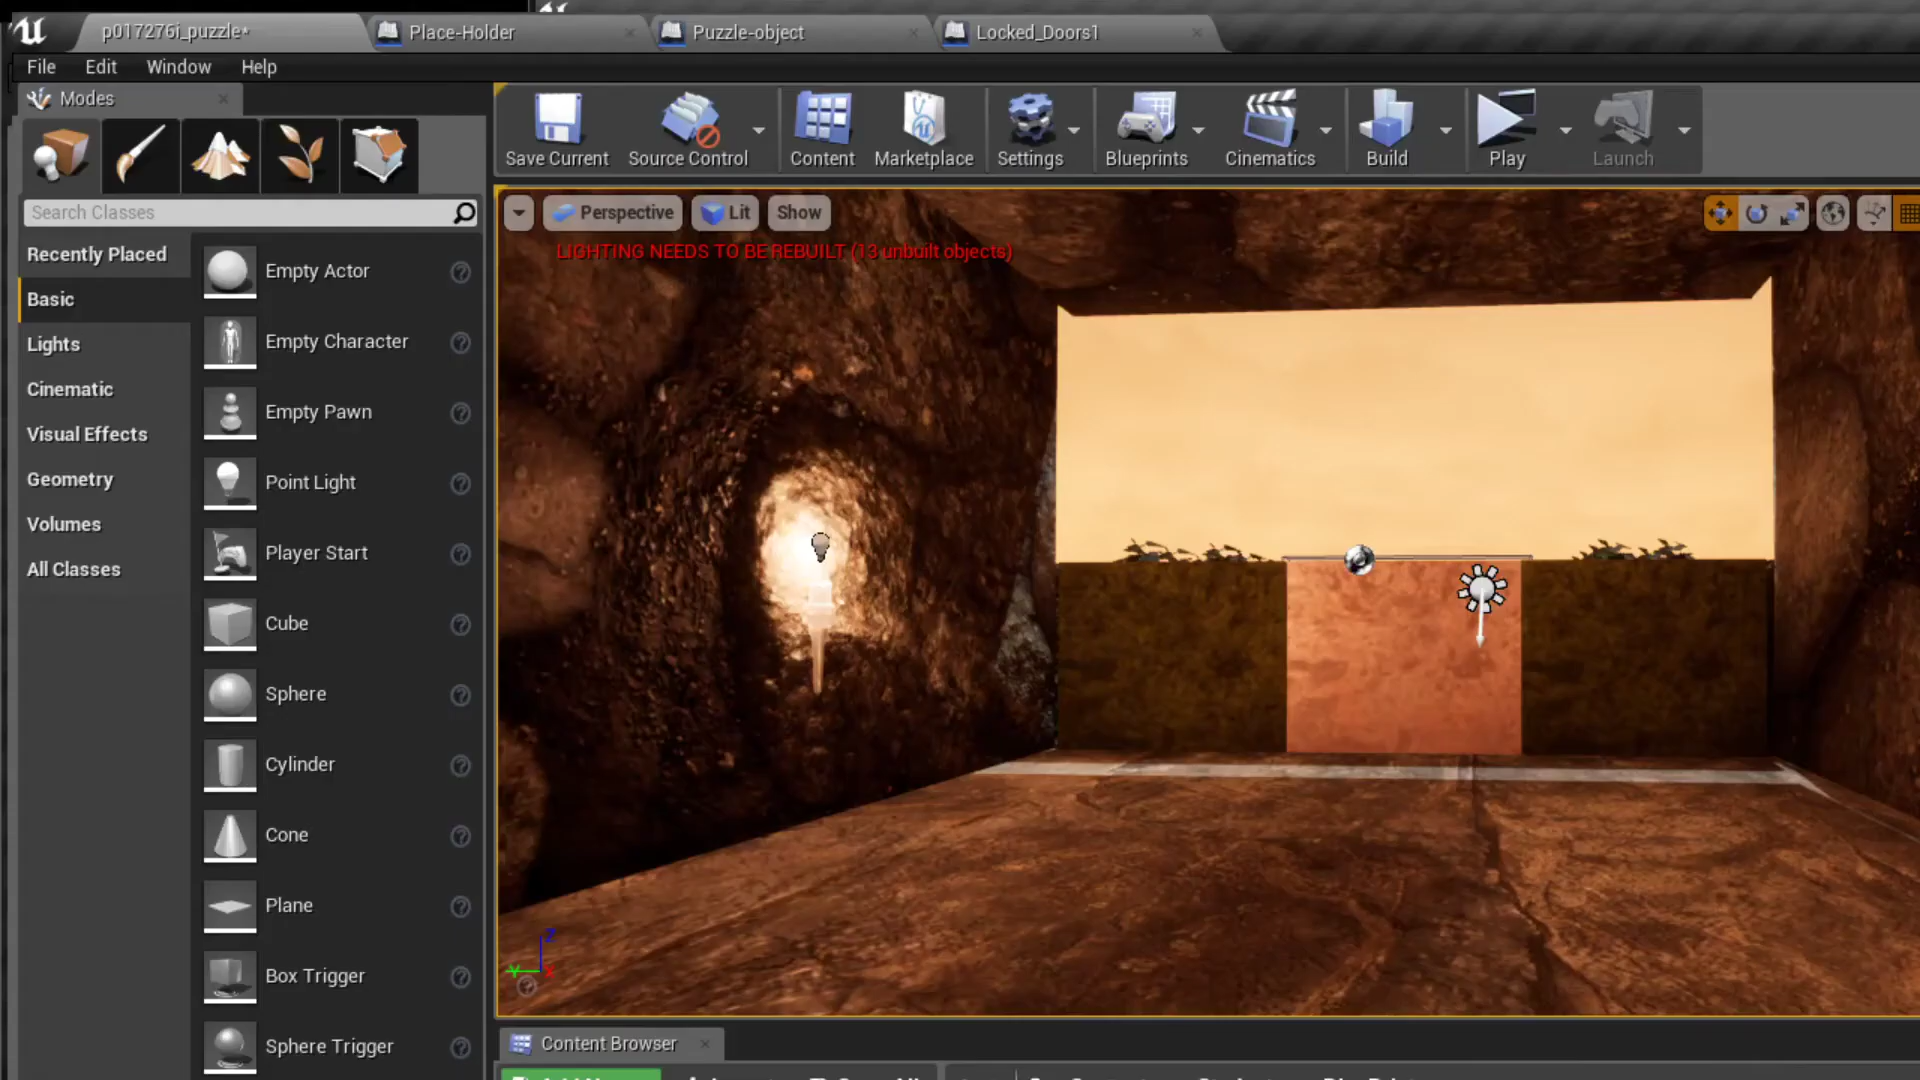 p017276i_puzzle*
Place-Holder
Puzzle-object
Locked_Doors1
File Edit Window Help
Modes
Save Current
Source Control
Content
Marketplace
Settings
Blueprints
Cinematics
Build
Play
Launch
Search Classes
Perspective
Lit
Show
LIGHTING NEEDS TO BE REBUILT (13 unbuilt objects)
Recently Placed
Basic
Lights
Cinematic
Visual Effects
Geometry
Volumes
All Classes
Empty Actor
Empty Character
Empty Pawn
Point Light
Player Start
Cube
Sphere
Cylinder
Cone
Plane
Box Trigger
Sphere Trigger
Z
Y
X
Content Browser